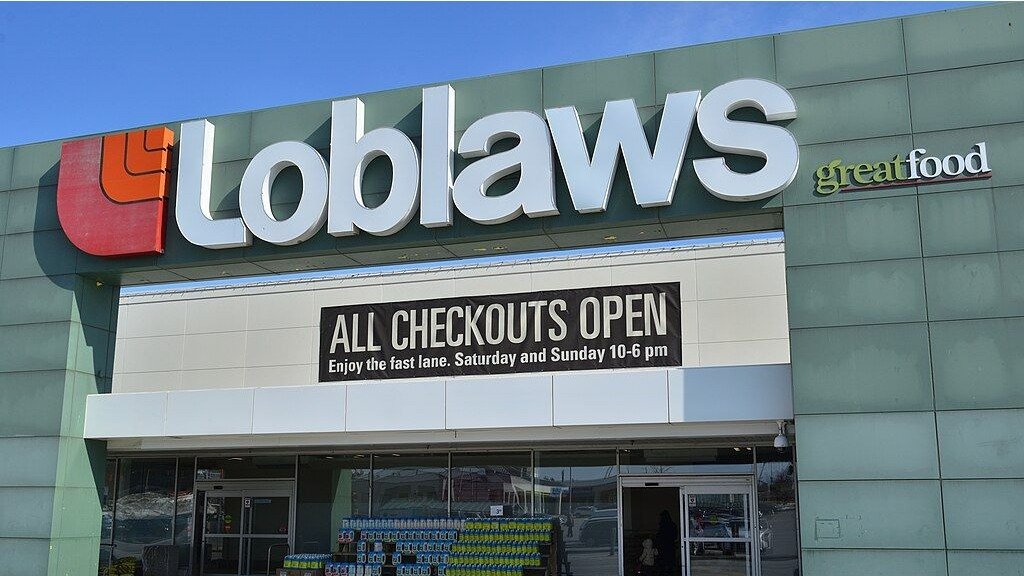 Loblaws
greatfood
ALL CHECKOUTS OPEN
Enjoy the fast lane. Saturday and Sunday 10-6 pm